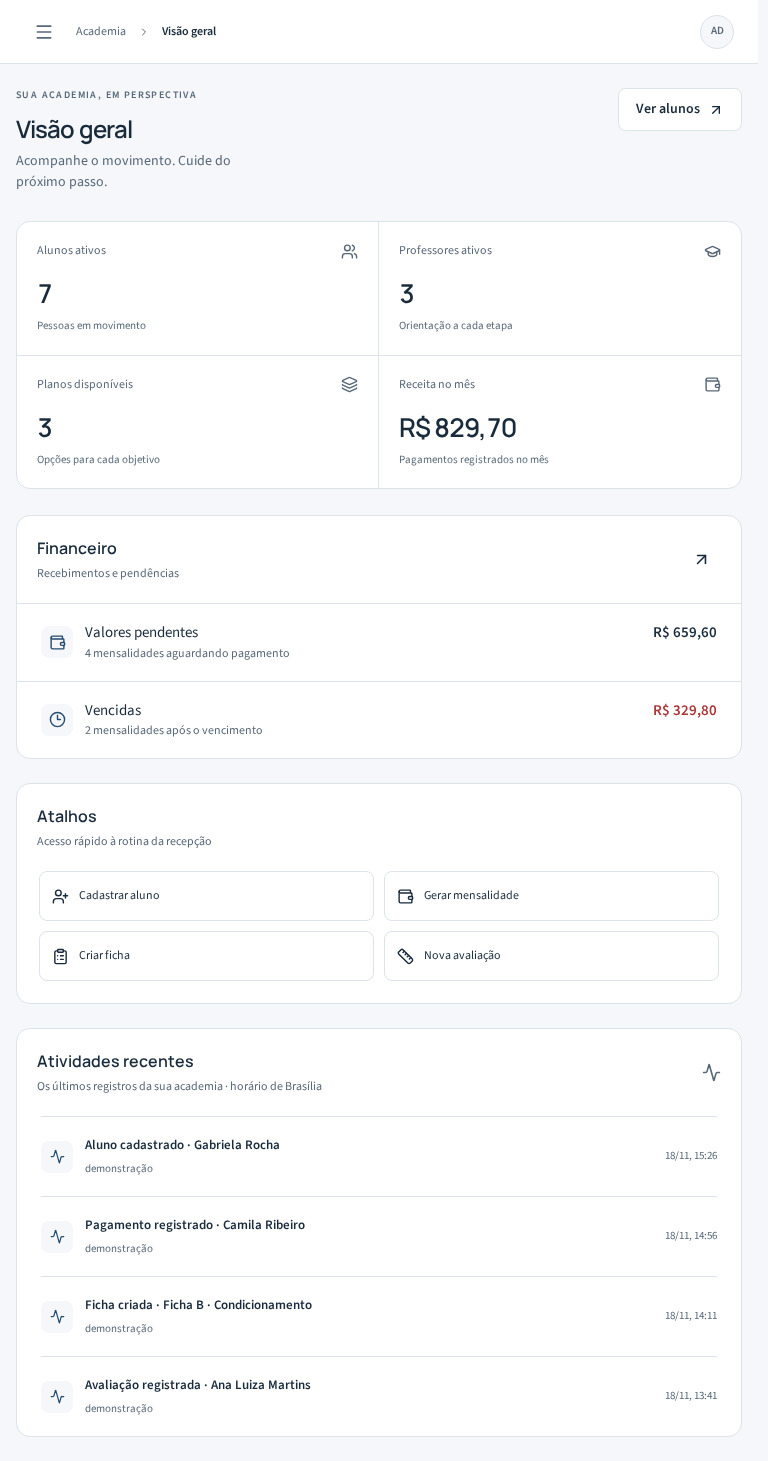 Academia
Visão geral
AD
SUA ACADEMIA, EM PERSPECTIVA
Visão geral
Acompanhe o movimento. Cuide do
próximo passo.
Ver alunos
Alunos ativos
7
Pessoas em movimento
Professores ativos
3
Orientação a cada etapa
Planos disponíveis
3
Opções para cada objetivo
Receita no mês
R$ 829,70
Pagamentos registrados no mês
Financeiro
Recebimentos e pendências
Valores pendentes
R$ 659,60
4 mensalidades aguardando pagamento
Vencidas
R$ 329,80
2 mensalidades após o vencimento
Atalhos
Acesso rápido à rotina da recepção
Cadastrar aluno
Gerar mensalidade
Criar ficha
Nova avaliação
Atividades recentes
Os últimos registros da sua academia · horário de Brasília
Aluno cadastrado · Gabriela Rocha
demonstração
18/11, 15:26
Pagamento registrado · Camila Ribeiro
demonstração
18/11, 14:56
Ficha criada · Ficha B · Condicionamento
demonstração
18/11, 14:11
Avaliação registrada · Ana Luiza Martins
demonstração
18/11, 13:41